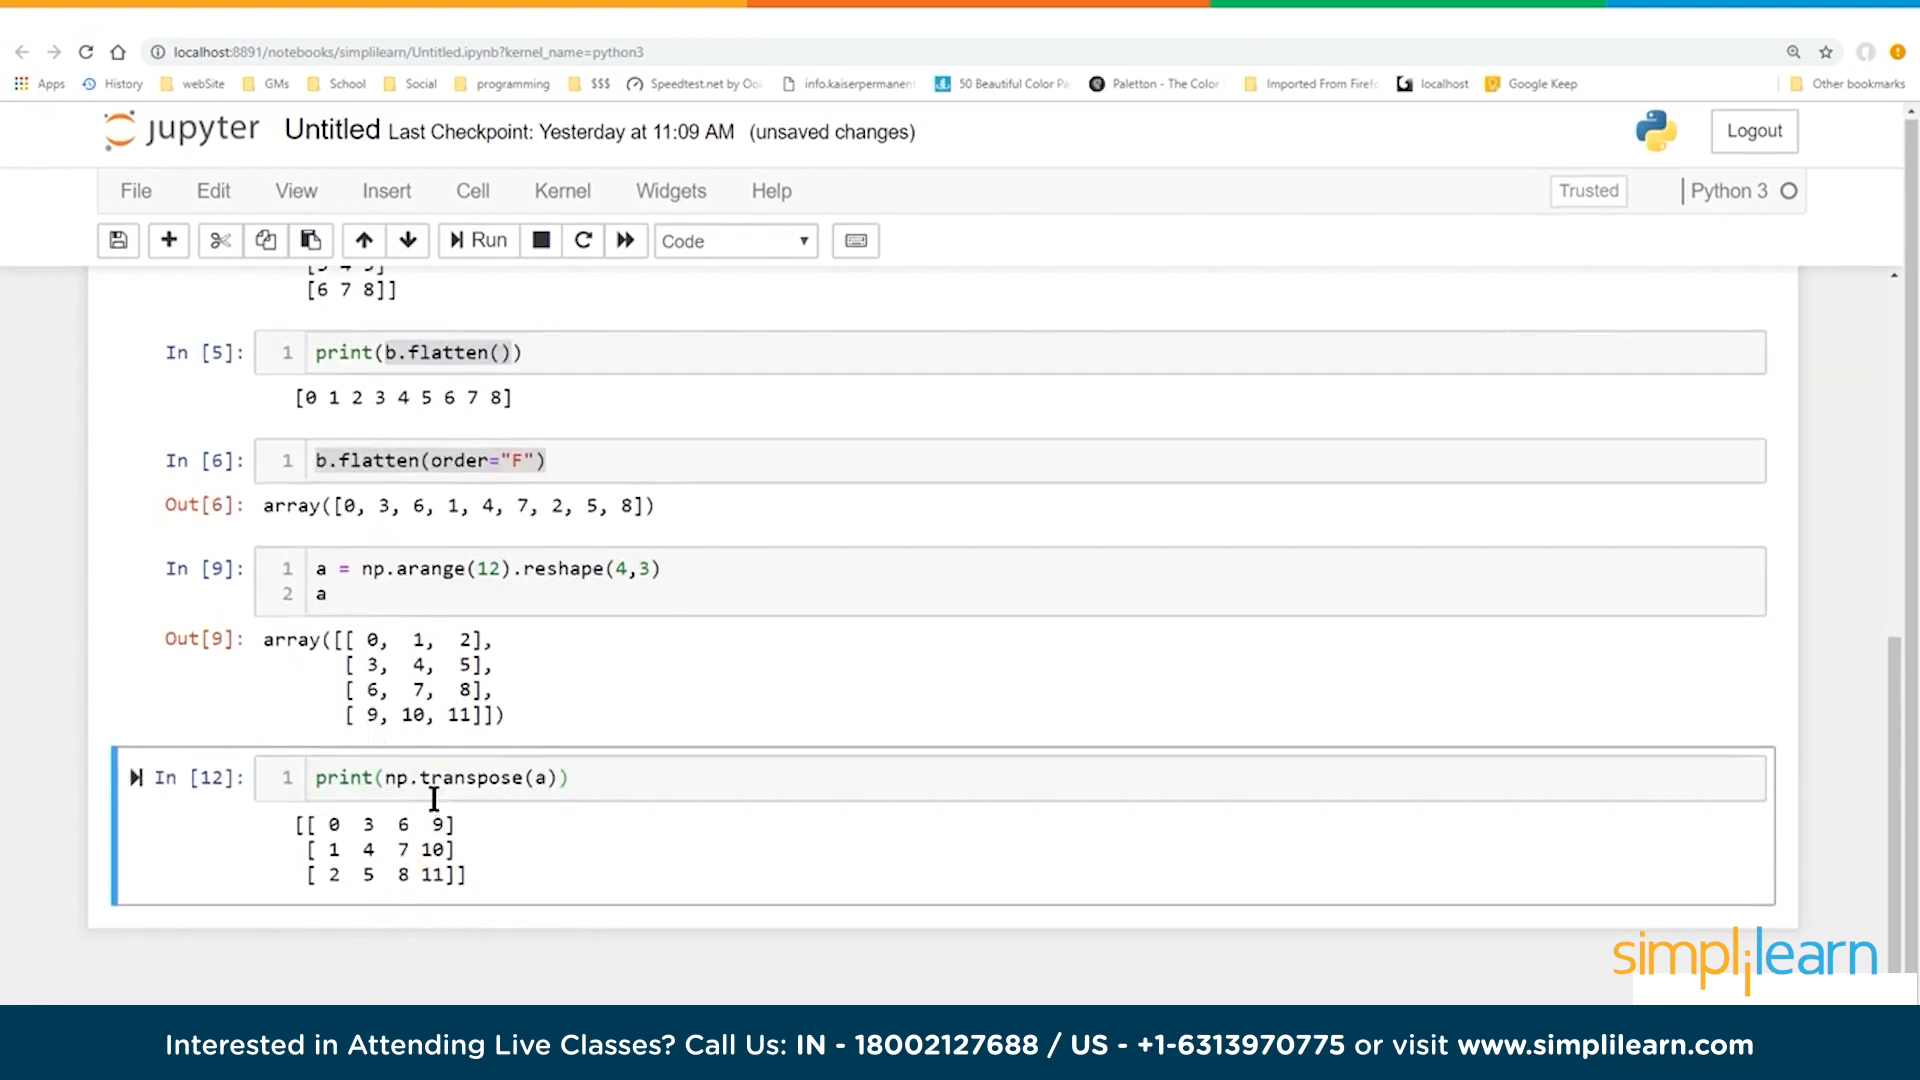 localhost:8891/notebooks/simplilearn/Untitled.ipynb?kernel_name=python3
Apps History webSite GMs School Social programming $$$ Speedtest.net by Ool info.kaiserpermanent 50 Beautiful Color Pa Paletton - The Color Imported From Firefo localhost Google Keep Other bookmarks
jupyter Untitled Last Checkpoint: Yesterday at 11:09 AM (unsaved changes) Logout
File Edit View Insert Cell Kernel Widgets Help Trusted Python 3
Run Code
[3 4 5]
[6 7 8]]
In [5]: 1 print(b.flatten())
[0 1 2 3 4 5 6 7 8]
In [6]: 1 b.flatten(order="F")
Out[6]: array([0, 3, 6, 1, 4, 7, 2, 5, 8])
In [9]: 1 a = np.arange(12).reshape(4,3)
2 a
Out[9]: array([[ 0, 1, 2],
[ 3, 4, 5],
[ 6, 7, 8],
[ 9, 10, 11]])
In [12]: 1 print(np.transpose(a))
[[ 0 3 6 9]
[ 1 4 7 10]
[ 2 5 8 11]]
simplilearn
Interested in Attending Live Classes? Call Us: IN - 18002127688 / US - +1-6313970775 or visit www.simplilearn.com